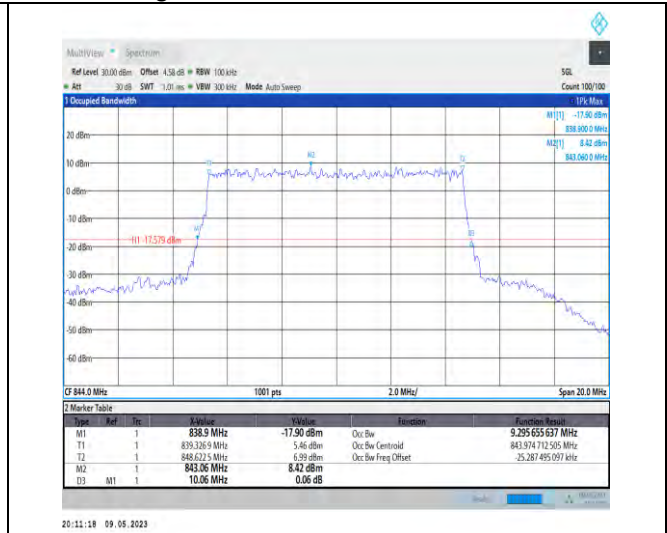 MultiView Spectrum
Ref Level 30.00 dBm Offset 4.58 dB RBW 100 kHz SGL
Att 30 dB SWT 1.01 ms VBW 300 kHz Mode Auto Sweep Count 100/100
1 Occupied Bandwidth 1Pk Max
M1[1] -17.90 dBm
838.900 0 MHz
M2[1] 8.42 dBm
843.060 0 MHz
20 dBm
10 dBm
0 dBm
-10 dBm
-20 dBm
-30 dBm
-40 dBm
-50 dBm
-60 dBm
M2
T1
T2
M1
D3
H1 -17.579 dBm
CF 844.0 MHz 1001 pts 2.0 MHz/ Span 20.0 MHz
2 Marker Table
Type Ref Trc X-Value Y-Value Function Function Result
M1 1 838.9 MHz -17.90 dBm Occ Bw 9.295 655 637 MHz
T1 1 839.326 9 MHz 5.46 dBm Occ Bw Centroid 843.974 712 505 MHz
T2 1 848.622 5 MHz 6.99 dBm Occ Bw Freq Offset -25.287 495 097 kHz
M2 1 843.06 MHz 8.42 dBm
D3 M1 1 10.06 MHz 0.06 dB
20:11:18 09.05.2023